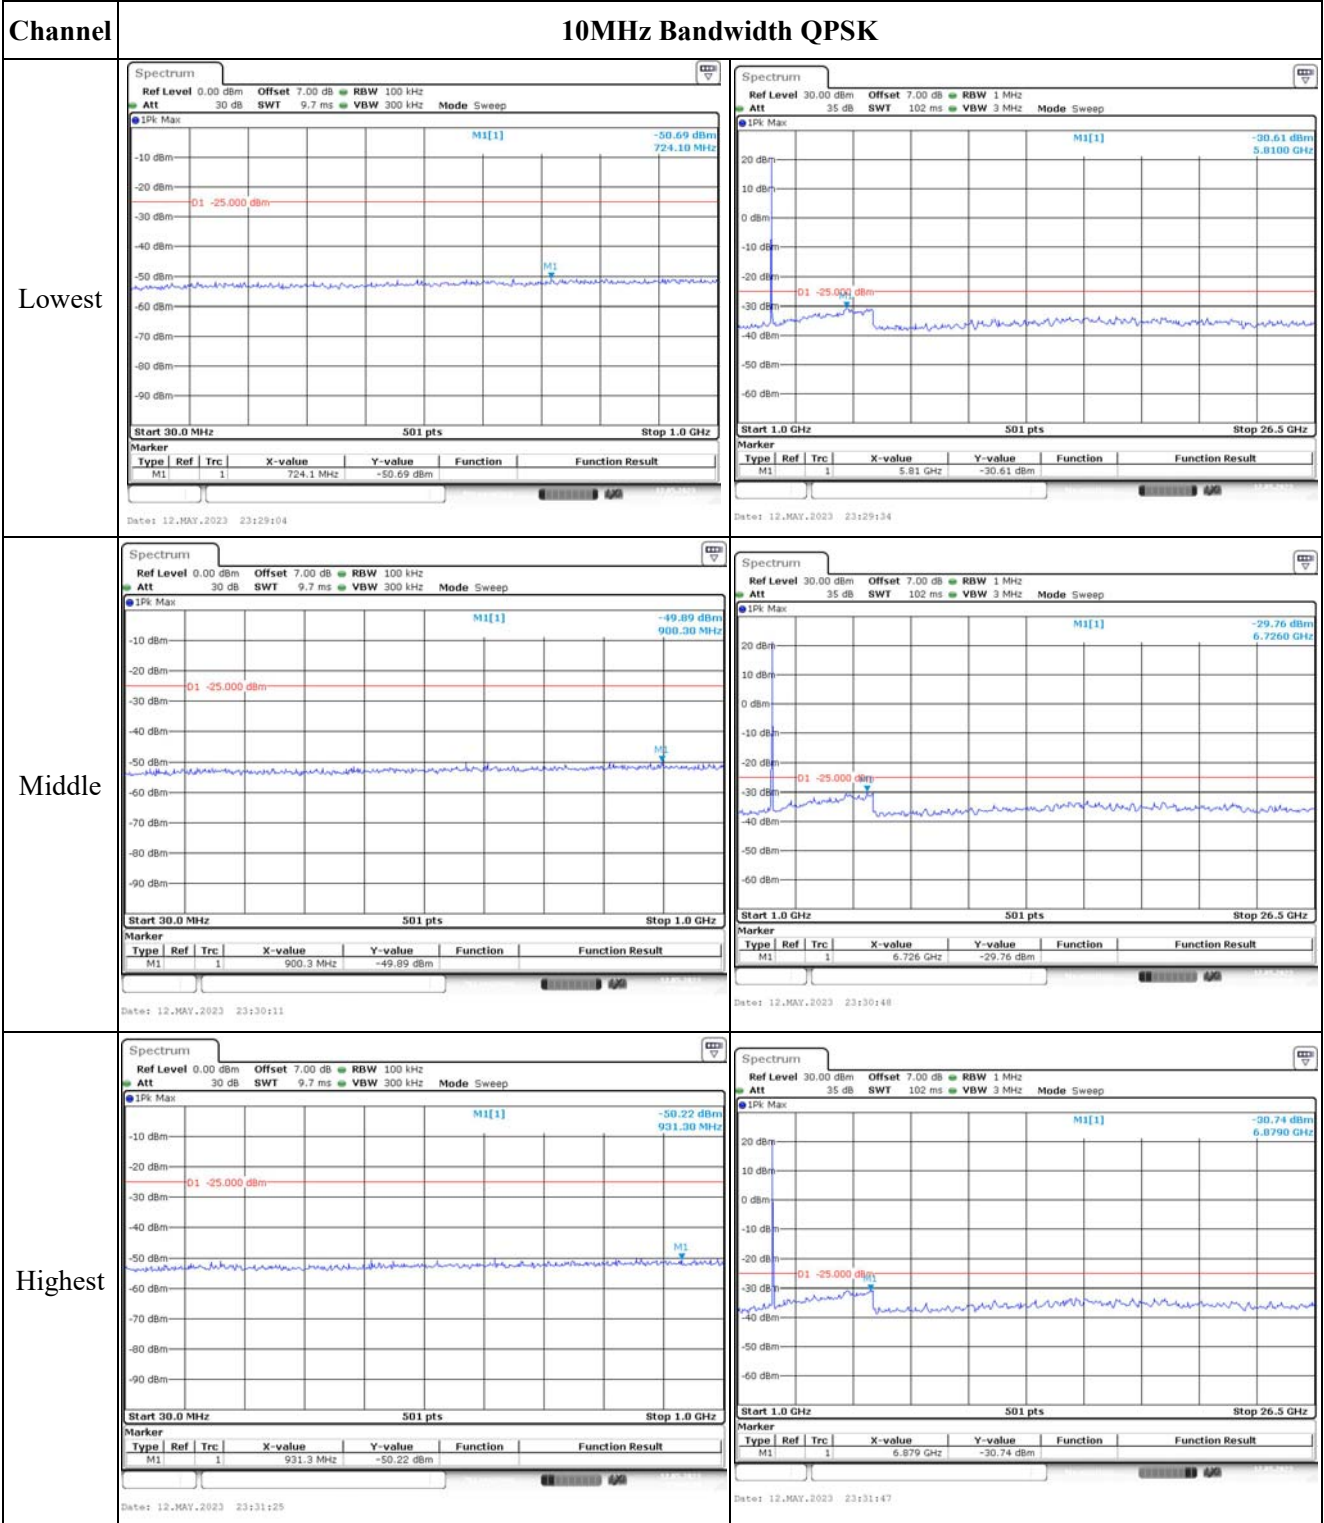 Channel
10MHz Bandwidth QPSK
Lowest
Spectrum
Ref Level 0.00 dBm Offset 7.00 dB RBW 100 kHz
Att 30 dB SWT 9.7 ms VBW 300 kHz Mode Sweep
1Pk Max
M1[1] -50.69 dBm
724.10 MHz
-10 dBm
-20 dBm
D1 -25.000 dBm
-30 dBm
-40 dBm
M1
-50 dBm
-60 dBm
-70 dBm
-80 dBm
-90 dBm
Start 30.0 MHz 501 pts Stop 1.0 GHz
Marker
Type Ref Trc X-value Y-value Function Function Result
M1 1 724.1 MHz -50.69 dBm
Date: 12.MAY.2023 23:29:04
Spectrum
Ref Level 30.00 dBm Offset 7.00 dB RBW 1 MHz
Att 35 dB SWT 102 ms VBW 3 MHz Mode Sweep
1Pk Max
M1[1] -30.61 dBm
5.8100 GHz
20 dBm
10 dBm
0 dBm
-10 dBm
-20 dBm
D1 -25.000 dBm
M1
-30 dBm
-40 dBm
-50 dBm
-60 dBm
Start 1.0 GHz 501 pts Stop 26.5 GHz
Marker
Type Ref Trc X-value Y-value Function Function Result
M1 1 5.81 GHz -30.61 dBm
Date: 12.MAY.2023 23:29:34
Middle
Spectrum
Ref Level 0.00 dBm Offset 7.00 dB RBW 100 kHz
Att 30 dB SWT 9.7 ms VBW 300 kHz Mode Sweep
1Pk Max
M1[1] -49.89 dBm
900.30 MHz
-10 dBm
-20 dBm
D1 -25.000 dBm
-30 dBm
-40 dBm
M1
-50 dBm
-60 dBm
-70 dBm
-80 dBm
-90 dBm
Start 30.0 MHz 501 pts Stop 1.0 GHz
Marker
Type Ref Trc X-value Y-value Function Function Result
M1 1 900.3 MHz -49.89 dBm
Date: 12.MAY.2023 23:30:11
Spectrum
Ref Level 30.00 dBm Offset 7.00 dB RBW 1 MHz
Att 35 dB SWT 102 ms VBW 3 MHz Mode Sweep
1Pk Max
M1[1] -29.76 dBm
6.7260 GHz
20 dBm
10 dBm
0 dBm
-10 dBm
-20 dBm
D1 -25.000 dBm
M1
-30 dBm
-40 dBm
-50 dBm
-60 dBm
Start 1.0 GHz 501 pts Stop 26.5 GHz
Marker
Type Ref Trc X-value Y-value Function Function Result
M1 1 6.726 GHz -29.76 dBm
Date: 12.MAY.2023 23:30:48
Highest
Spectrum
Ref Level 0.00 dBm Offset 7.00 dB RBW 100 kHz
Att 30 dB SWT 9.7 ms VBW 300 kHz Mode Sweep
1Pk Max
M1[1] -50.22 dBm
931.30 MHz
-10 dBm
-20 dBm
D1 -25.000 dBm
-30 dBm
-40 dBm
M1
-50 dBm
-60 dBm
-70 dBm
-80 dBm
-90 dBm
Start 30.0 MHz 501 pts Stop 1.0 GHz
Marker
Type Ref Trc X-value Y-value Function Function Result
M1 1 931.3 MHz -50.22 dBm
Date: 12.MAY.2023 23:31:25
Spectrum
Ref Level 30.00 dBm Offset 7.00 dB RBW 1 MHz
Att 35 dB SWT 102 ms VBW 3 MHz Mode Sweep
1Pk Max
M1[1] -30.74 dBm
6.8790 GHz
20 dBm
10 dBm
0 dBm
-10 dBm
-20 dBm
D1 -25.000 dBm
M1
-30 dBm
-40 dBm
-50 dBm
-60 dBm
Start 1.0 GHz 501 pts Stop 26.5 GHz
Marker
Type Ref Trc X-value Y-value Function Function Result
M1 1 6.879 GHz -30.74 dBm
Date: 12.MAY.2023 23:31:47